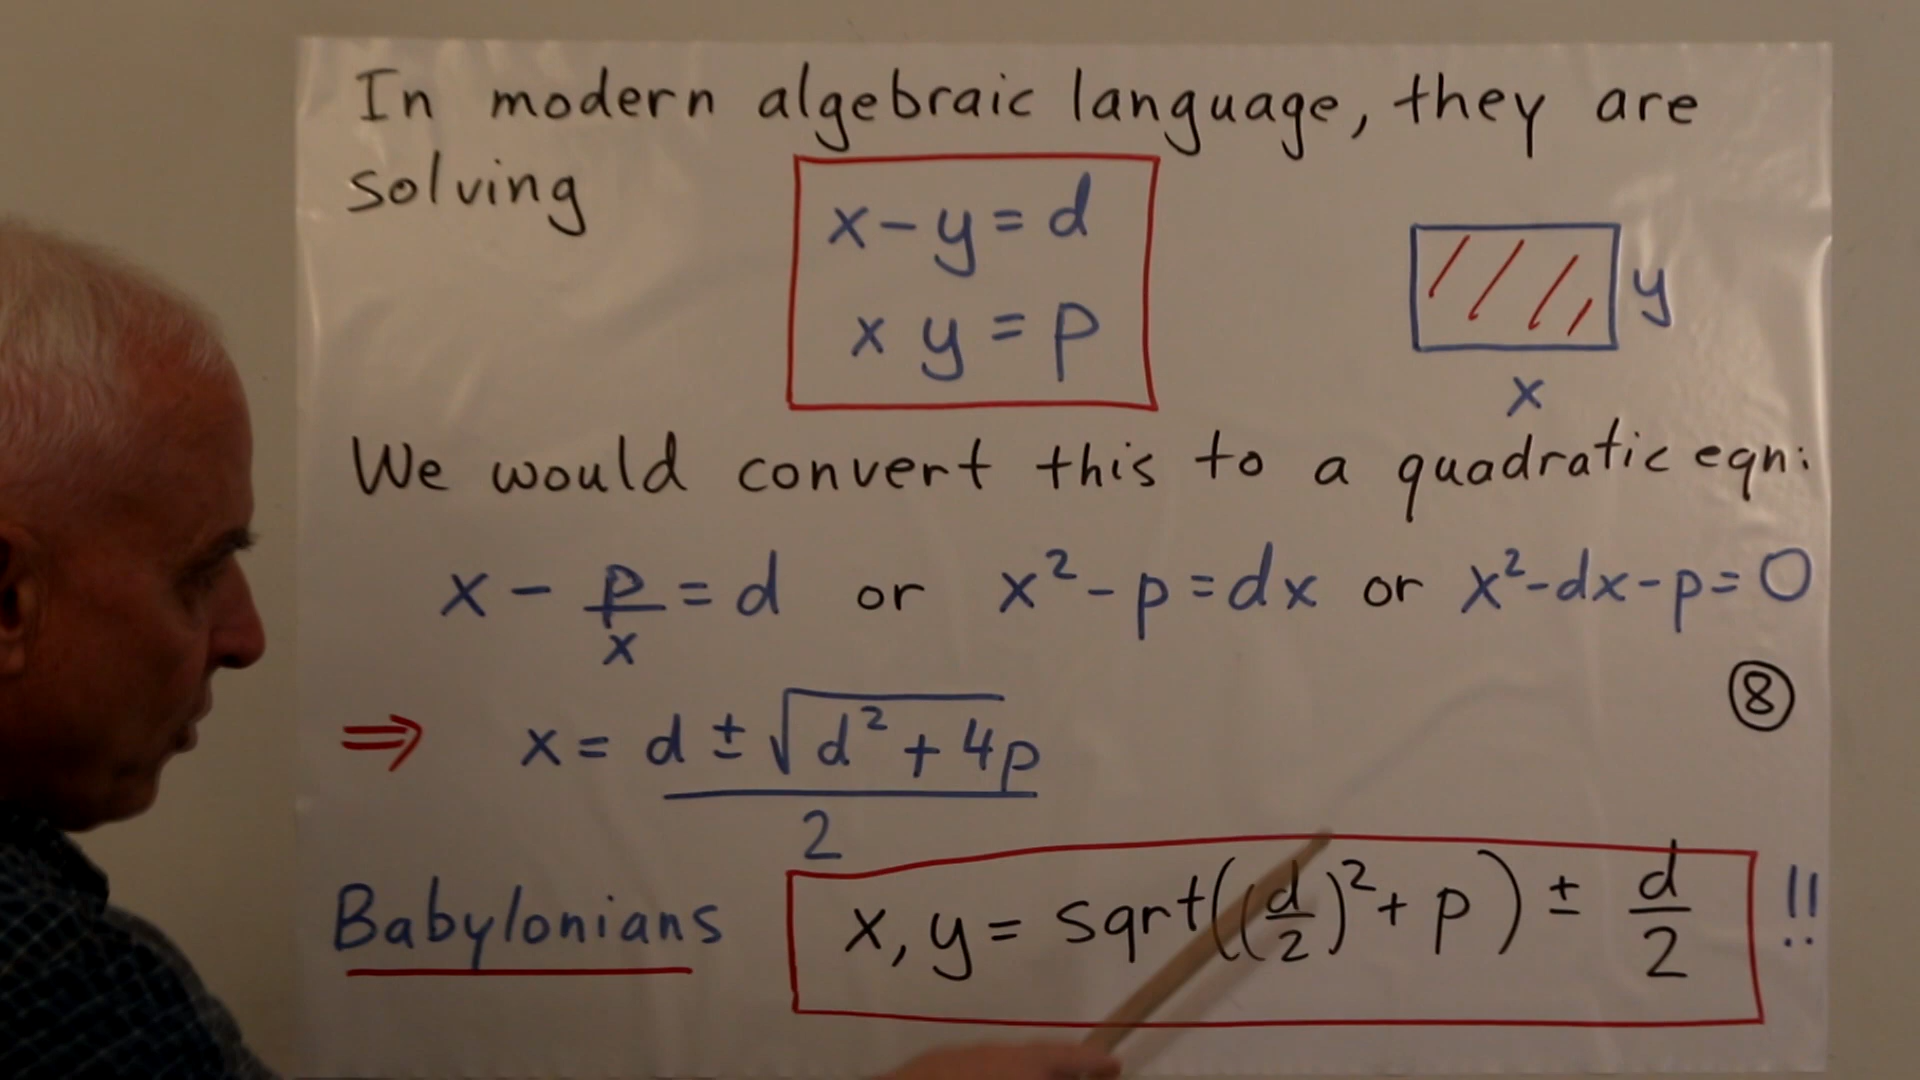 In modern algebraic language, they are
solving
x - y = d
x y = p
y
x
We would convert this to a quadratic eqn:
x - p/x = d or x² - p = dx or x² - dx - p = 0
8
⇒ x = d ± √(d² + 4p) / 2
Babylonians x, y = sqrt((d/2)² + p) ± d/2 !!